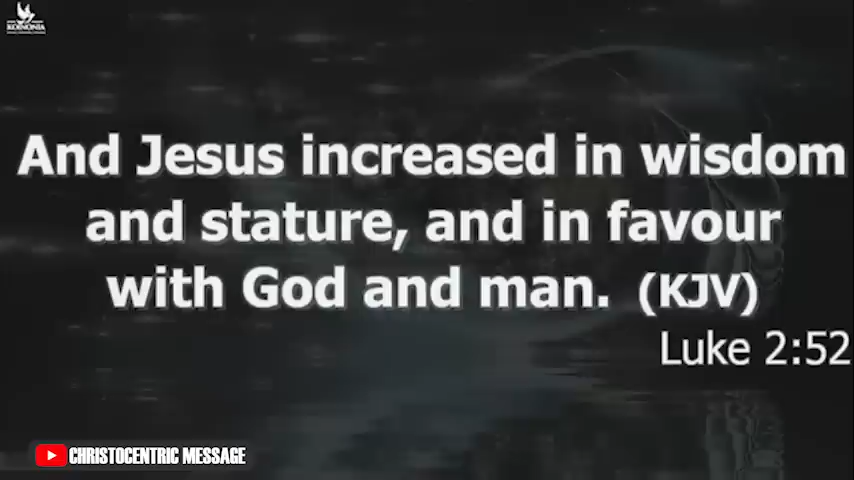 KOINONIA
And Jesus increased in wisdom
and stature, and in favour
with God and man. (KJV)
Luke 2:52
CHRISTOCENTRIC MESSAGE